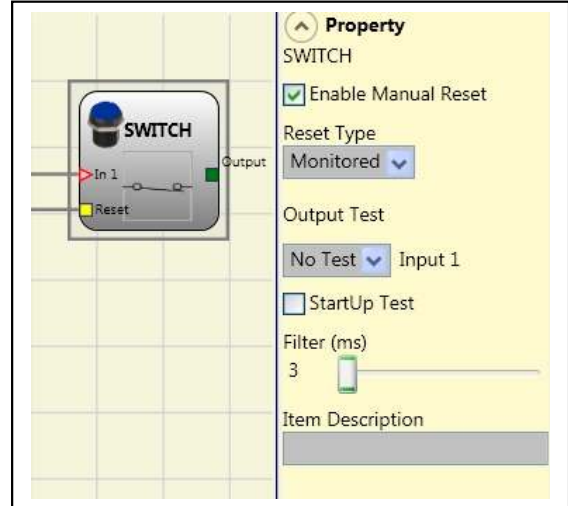 SWITCH
In 1
Output
Reset
Property
SWITCH
Enable Manual Reset
Reset Type
Monitored
Output Test
No Test Input 1
StartUp Test
Filter (ms)
3
Item Description